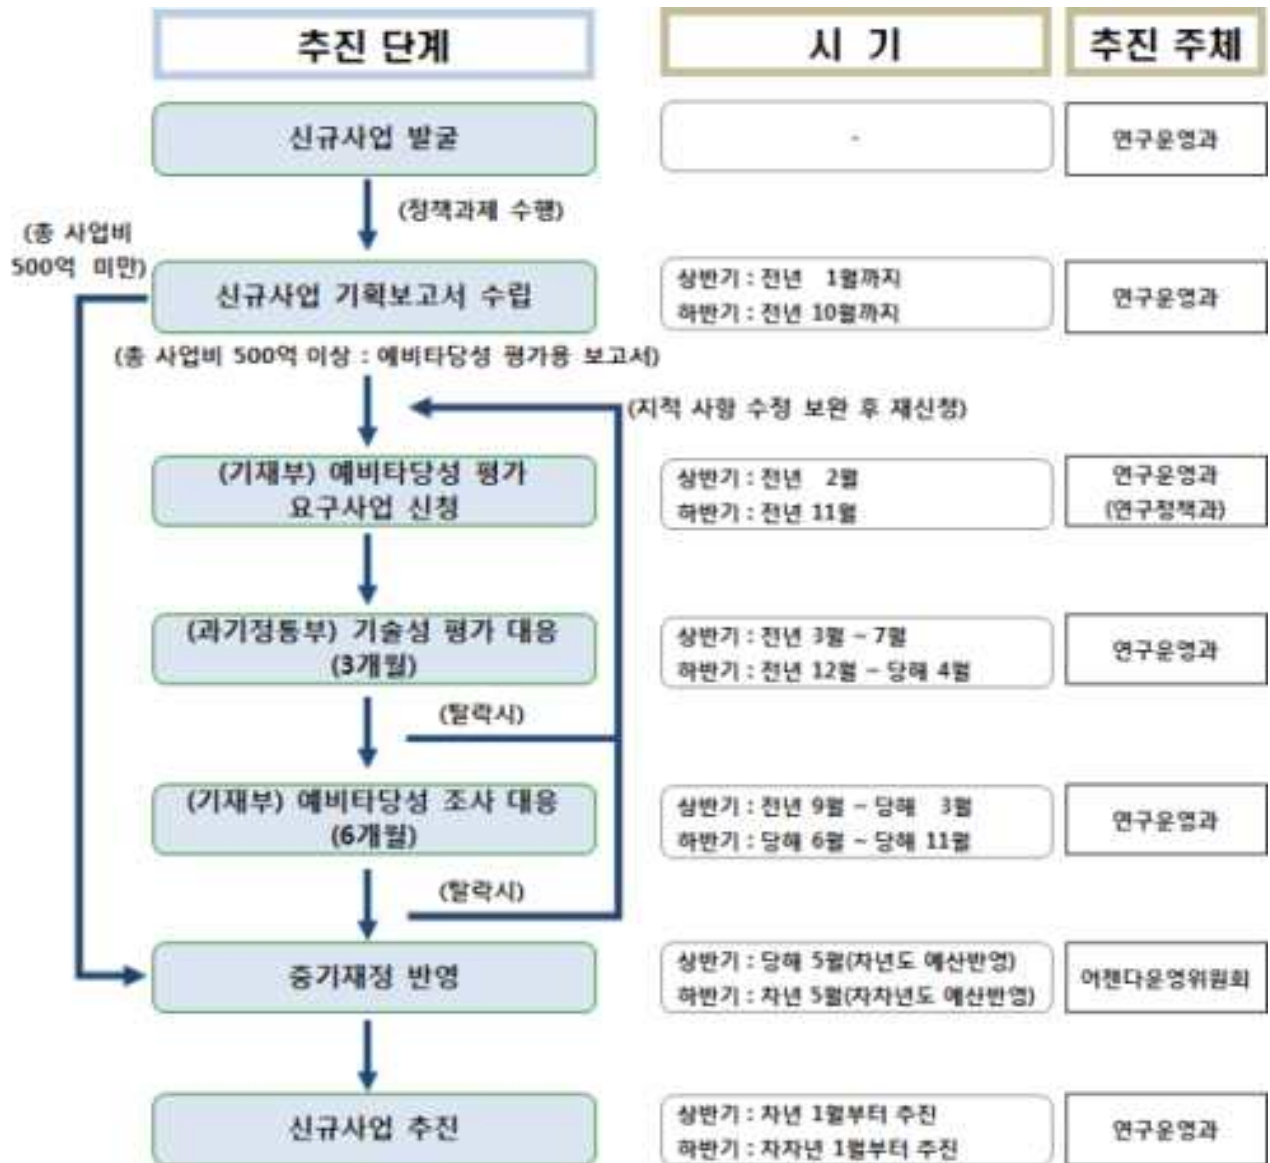 추진 단계
시 기
추진 주체
신규사업 발굴
-
연구운영과
(정책과제 수행)
(총 사업비
500억 미만)
신규사업 기획보고서 수립
상반기 : 전년 1월까지
하반기 : 전년 10월까지
연구운영과
(총 사업비 500억 이상 : 예비타당성 평가용 보고서)
(지적 사항 수정 보완 후 재신청)
(기재부) 예비타당성 평가
요구사업 신청
상반기 : 전년 2월
하반기 : 전년 11월
연구운영과
(연구정책과)
(과기정통부) 기술성 평가 대응
(3개월)
상반기 : 전년 3월 ~ 7월
하반기 : 전년 12월 ~ 당해 4월
연구운영과
(탈락시)
(기재부) 예비타당성 조사 대응
(6개월)
상반기 : 전년 9월 ~ 당해 3월
하반기 : 당해 6월 ~ 당해 11월
연구운영과
(탈락시)
중기재정 반영
상반기 : 당해 5월(차년도 예산반영)
하반기 : 차년 5월(차차년도 예산반영)
어젠다운영위원회
신규사업 추진
상반기 : 차년 1월부터 추진
하반기 : 차차년 1월부터 추진
연구운영과